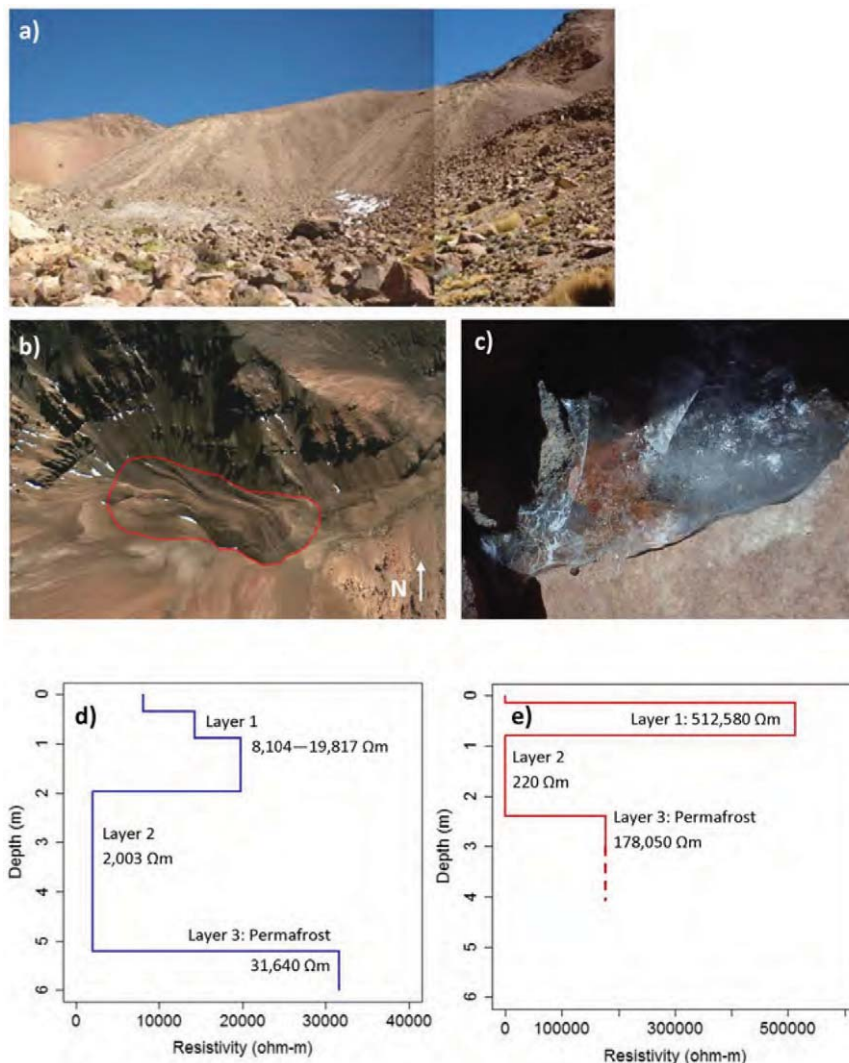 a)
b)
N
c)
d)
Layer 1
8,104—19,817 Ωm
Layer 2
2,003 Ωm
Layer 3: Permafrost
31,640 Ωm
0
1
2
3
4
5
6
Depth (m)
0
10000
20000
30000
40000
Resistivity (ohm-m)
e)
Layer 1: 512,580 Ωm
Layer 2
220 Ωm
Layer 3: Permafrost
178,050 Ωm
0
1
2
3
4
5
6
Depth (m)
0
100000
300000
500000
Resistivity (ohm-m)